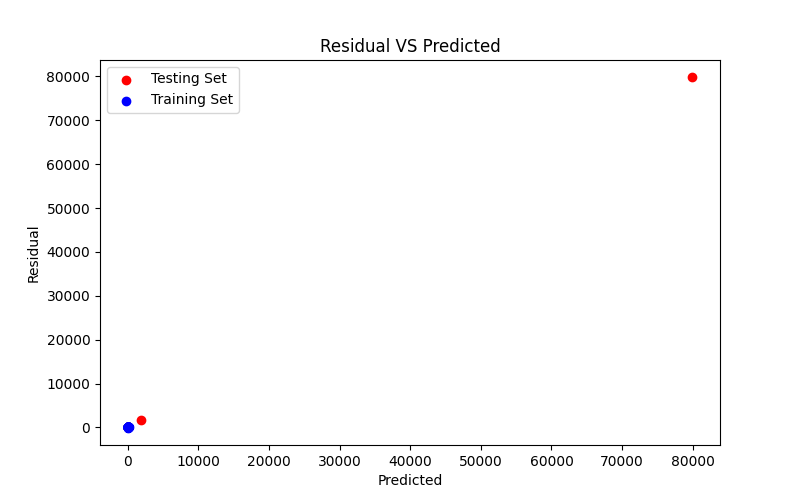 Residual VS Predicted
Testing Set
Training Set
80000
70000
60000
50000
40000
30000
20000
10000
0
Residual
0 10000 20000 30000 40000 50000 60000 70000 80000
Predicted